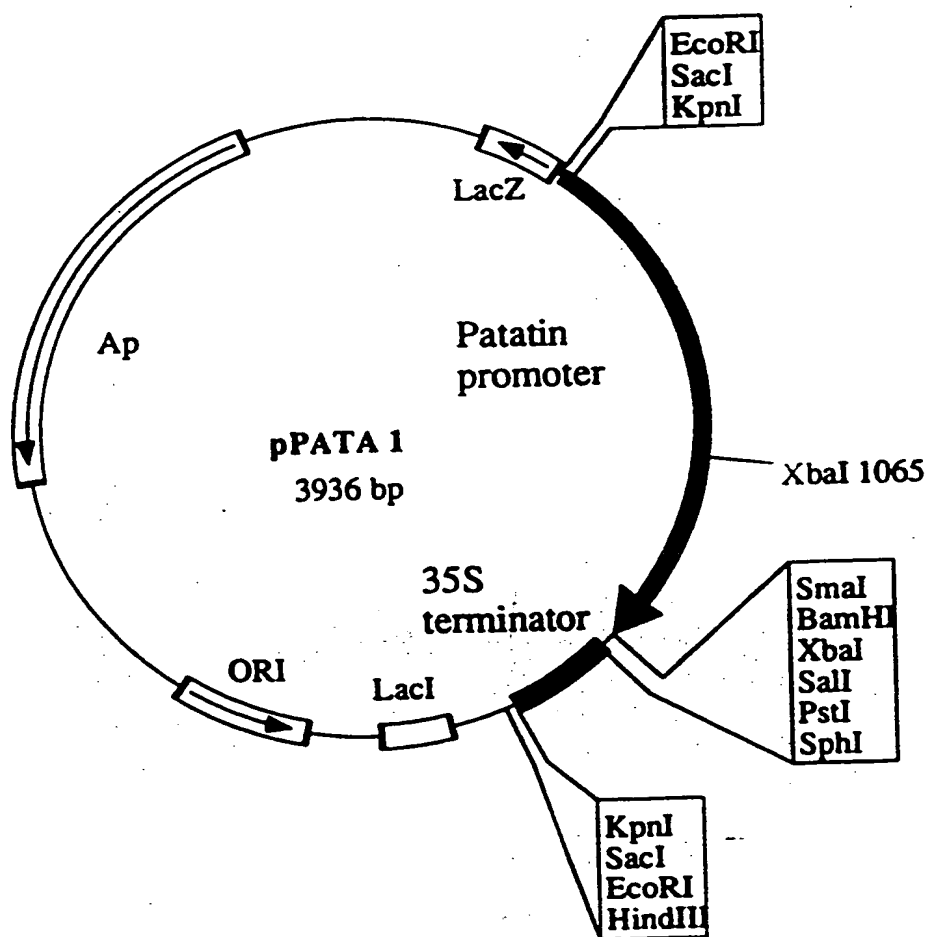 EcoRI
SacI
KpnI
LacZ
Ap
Patatin
promoter
pPATA 1
3936 bp
XbaI 1065
35S
terminator
SmaI
BamHI
XbaI
SalI
PstI
SphI
ORI
LacI
KpnI
SacI
EcoRI
HindIII